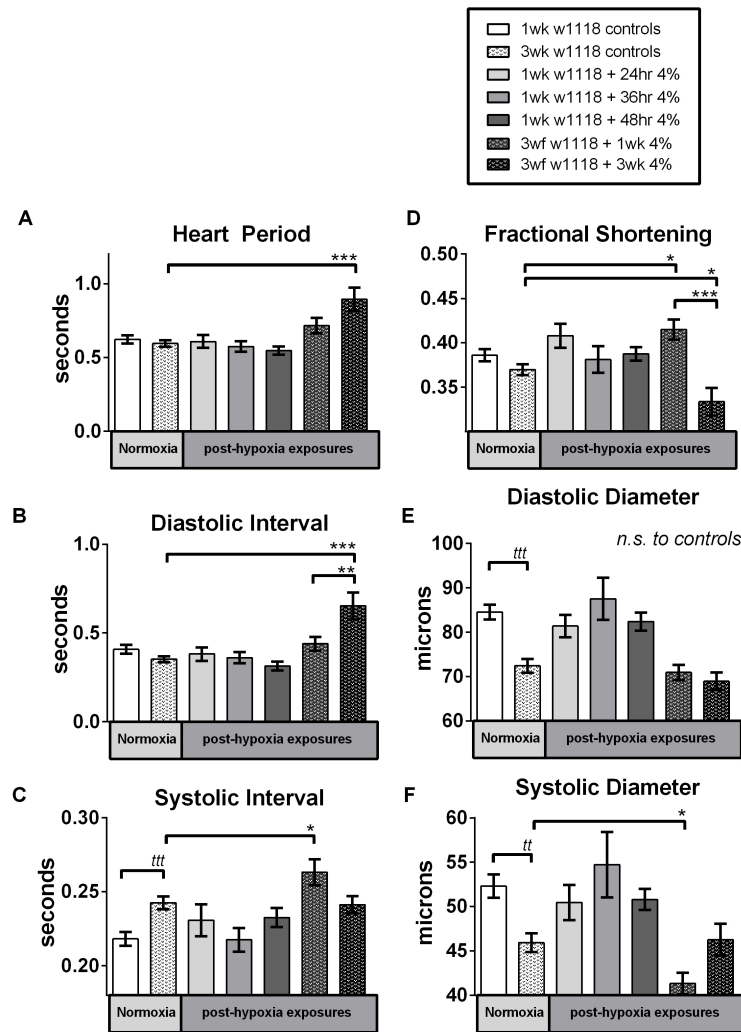 1wk w1118 controls
3wk w1118 controls
1wk w1118 + 24hr 4%
1wk w1118 + 36hr 4%
1wk w1118 + 48hr 4%
3wf w1118 + 1wk 4%
3wf w1118 + 3wk 4%
A
Heart Period
***
1.0
0.5
0.0
seconds
Normoxia
post-hypoxia exposures
B
Diastolic Interval
***
**
1.0
0.5
0.0
seconds
Normoxia
post-hypoxia exposures
C
Systolic Interval
*
ttt
0.30
0.25
0.20
seconds
Normoxia
post-hypoxia exposures
D
Fractional Shortening
*
*
***
0.50
0.45
0.40
0.35
Normoxia
post-hypoxia exposures
Diastolic Diameter
E
n.s. to controls
ttt
100
90
80
70
60
microns
Normoxia
post-hypoxia exposures
Systolic Diameter
F
*
tt
60
55
50
45
40
microns
Normoxia
post-hypoxia exposures